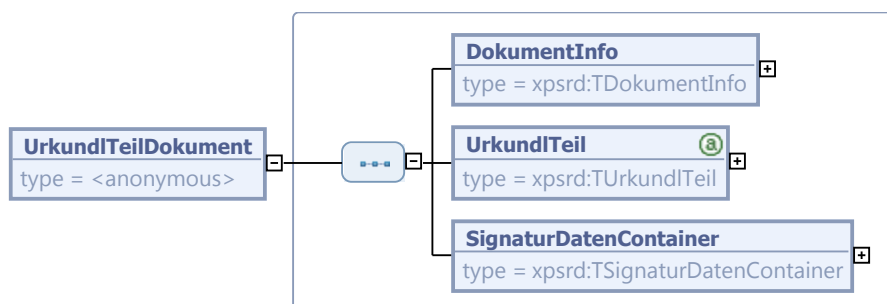 DokumentInfo
type = xpsrd:TDokumentInfo
UrkundlTeilDokument
type = <anonymous>
UrkundlTeil
a
type = xpsrd:TUrkundlTeil
SignaturDatenContainer
type = xpsrd:TSignaturDatenContainer